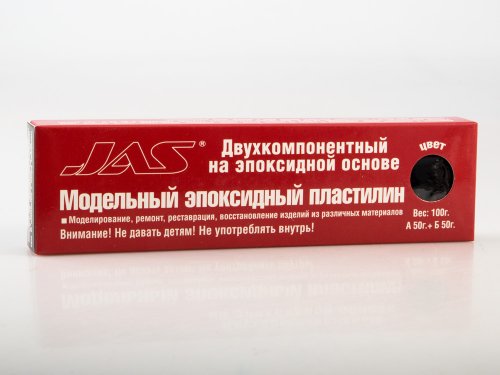 JAS®
Двухкомпонентный
на эпоксидной основе
цвет
Модельный эпоксидный пластилин
Моделирование, ремонт, реставрация, восстановление изделий из различных материалов
Внимание! Не давать детям! Не употреблять внутрь!
Вес: 100г.
А 50г.+ Б 50г.